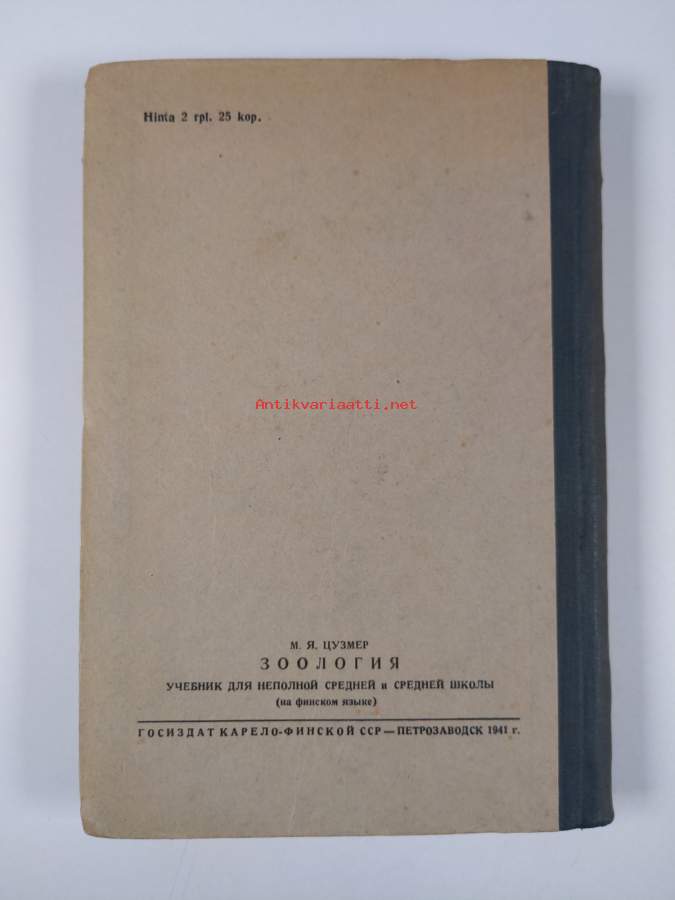 Hinta 2 rpl. 25 kop.
Antikvariaatti.net
М. Я. ЦУЗМЕР
ЗООЛОГИЯ
УЧЕБНИК ДЛЯ НЕПОЛНОЙ СРЕДНЕЙ и СРЕДНЕЙ ШКОЛЫ
(на финском языке)
ГОСИЗДАТ КАРЕЛО-ФИНСКОЙ ССР — ПЕТРОЗАВОДСК 1941 г.